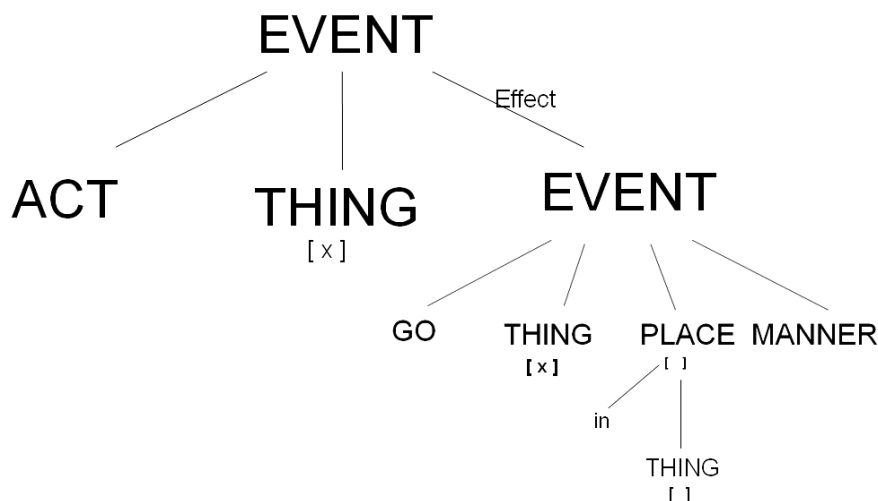 EVENT
Effect
ACT THING EVENT
[ x ]
GO THING PLACE MANNER
[ x ] [ ]
in
THING
[ ]